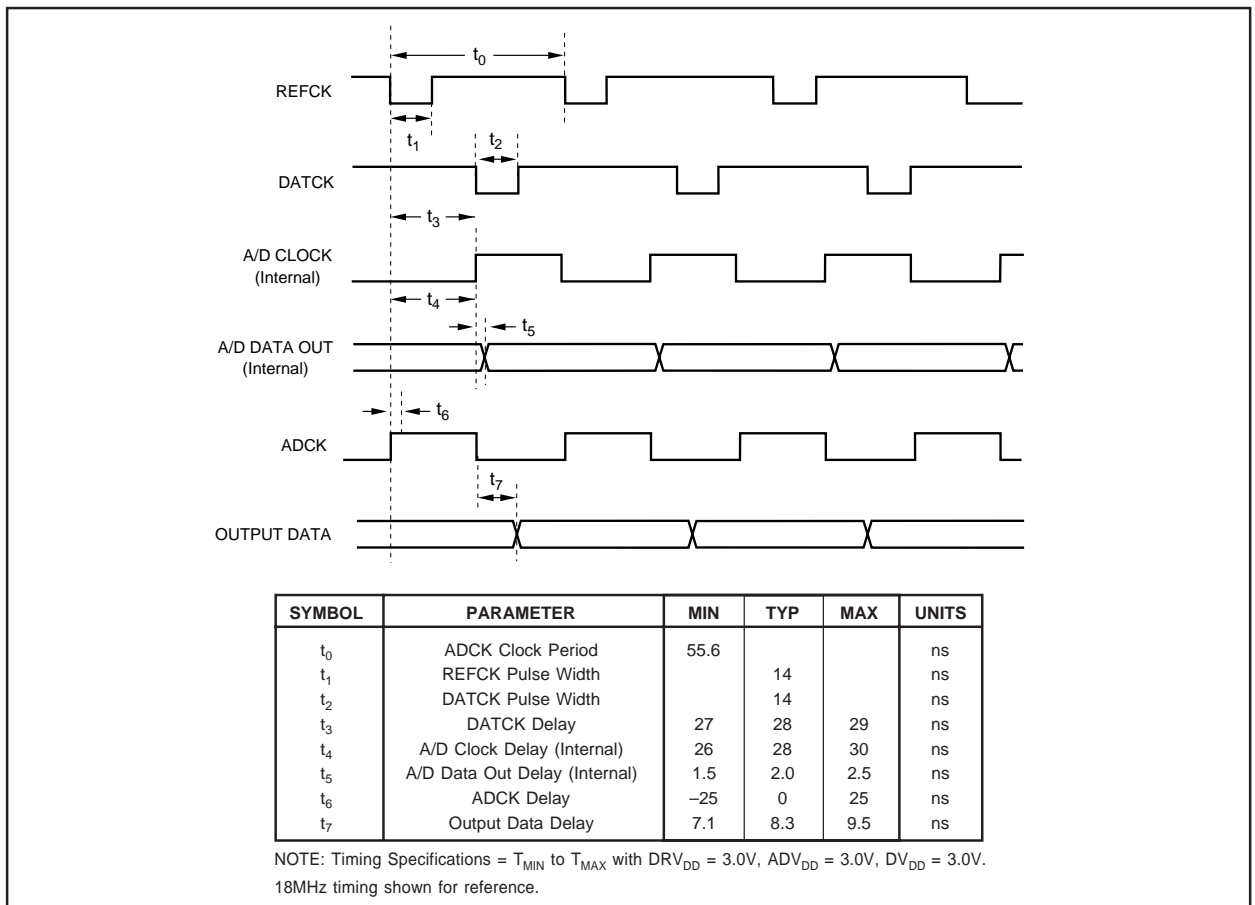 t0
REFCK
t1
t2
DATCK
t3
A/D CLOCK
(Internal)
t4
t5
A/D DATA OUT
(Internal)
t6
ADCK
t7
OUTPUT DATA
SYMBOL PARAMETER MIN TYP MAX UNITS
t0 ADCK Clock Period 55.6 ns
t1 REFCK Pulse Width 14 ns
t2 DATCK Pulse Width 14 ns
t3 DATCK Delay 27 28 29 ns
t4 A/D Clock Delay (Internal) 26 28 30 ns
t5 A/D Data Out Delay (Internal) 1.5 2.0 2.5 ns
t6 ADCK Delay –25 0 25 ns
t7 Output Data Delay 7.1 8.3 9.5 ns
NOTE: Timing Specifications = TMIN to TMAX with DRVDD = 3.0V, ADVDD = 3.0V, DVDD = 3.0V.
18MHz timing shown for reference.